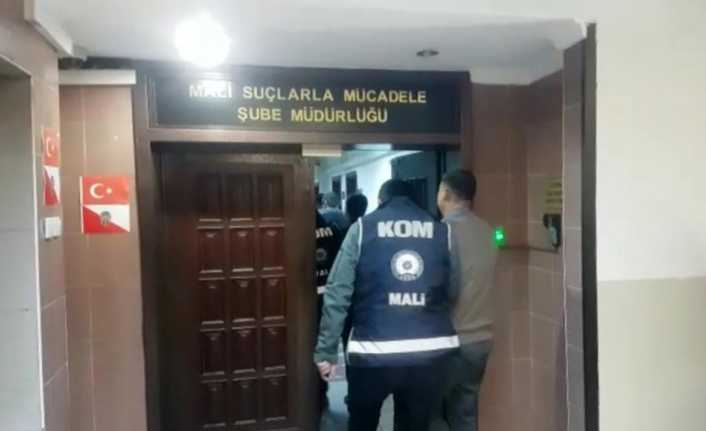 MALİ SUÇLARLA MÜCADELE
ŞUBE MÜDÜRLÜĞÜ
KOM
MALİ